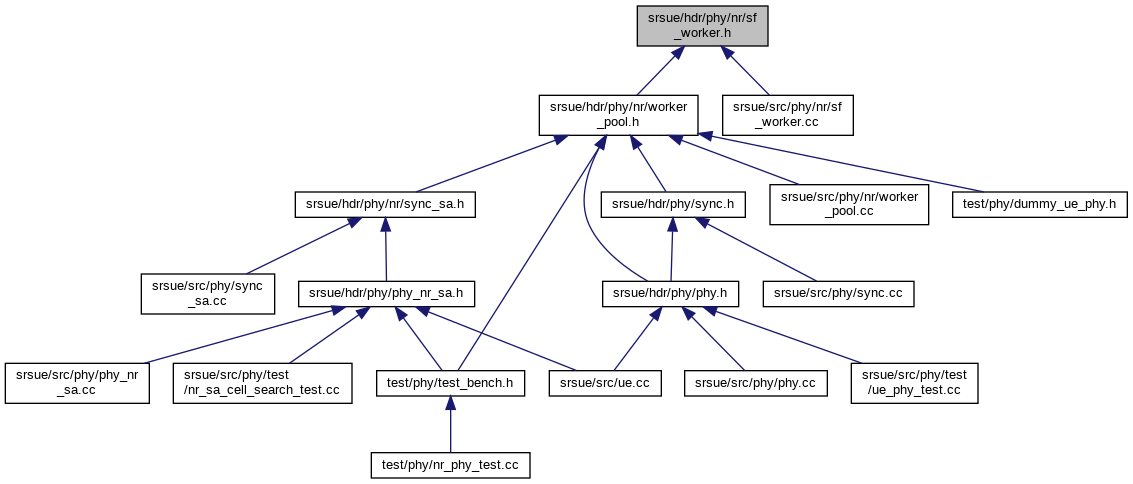 srsue/hdr/phy/nr/sf
_worker.h
srsue/hdr/phy/nr/worker
_pool.h
srsue/src/phy/nr/sf
_worker.cc
srsue/hdr/phy/nr/sync_sa.h
srsue/hdr/phy/sync.h
srsue/src/phy/nr/worker
_pool.cc
test/phy/dummy_ue_phy.h
srsue/src/phy/sync
_sa.cc
srsue/hdr/phy/phy_nr_sa.h
srsue/hdr/phy/phy.h
srsue/src/phy/sync.cc
srsue/src/phy/phy_nr
_sa.cc
srsue/src/phy/test
/nr_sa_cell_search_test.cc
test/phy/test_bench.h
srsue/src/ue.cc
srsue/src/phy/phy.cc
srsue/src/phy/test
/ue_phy_test.cc
test/phy/nr_phy_test.cc